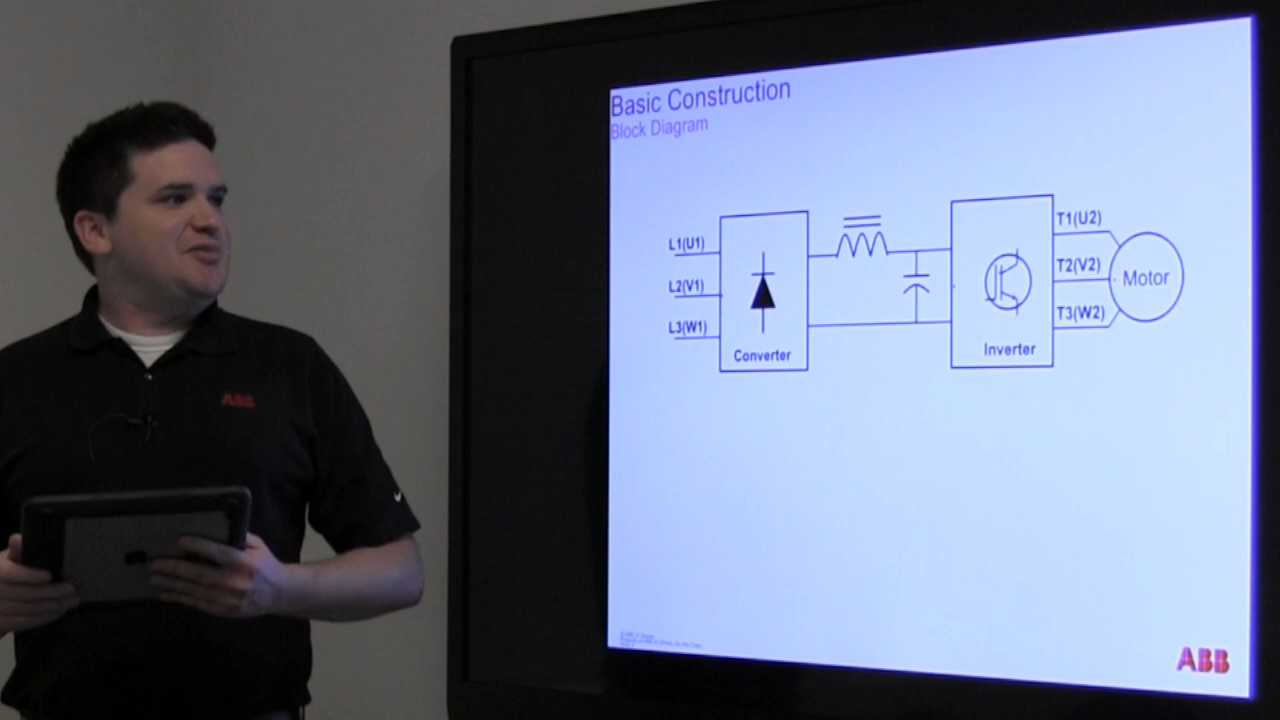 Basic Construction
Block Diagram
L1(U1)
L2(V1)
L3(W1)
Converter
Inverter
T1(U2)
T2(V2)
T3(W2)
Motor
ABB
ABB